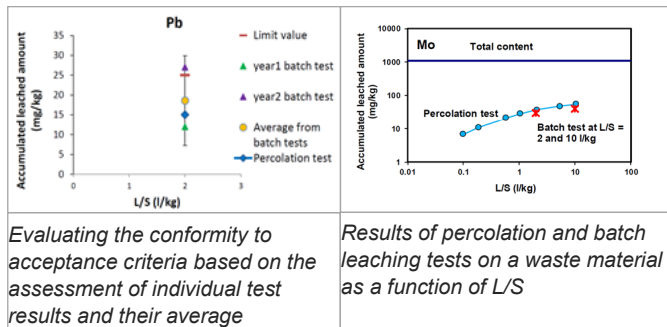 Pb
Accumulated leached amount
(mg/kg)
35
30
25
20
15
10
5
0
0
1
2
3
L/S (l/kg)
Limit value
year1 batch test
year2 batch test
Average from
batch tests
Percolation test
Accumulated leached amount
(mg/kg)
10000
1000
100
10
1
0.01
0.1
1
10
100
L/S (l/kg)
Mo
Total content
Percolation test
Batch test at L/S =
2 and 10 l/kg
Evaluating the conformity to
acceptance criteria based on the
assessment of individual test
results and their average
Results of percolation and batch
leaching tests on a waste material
as a function of L/S